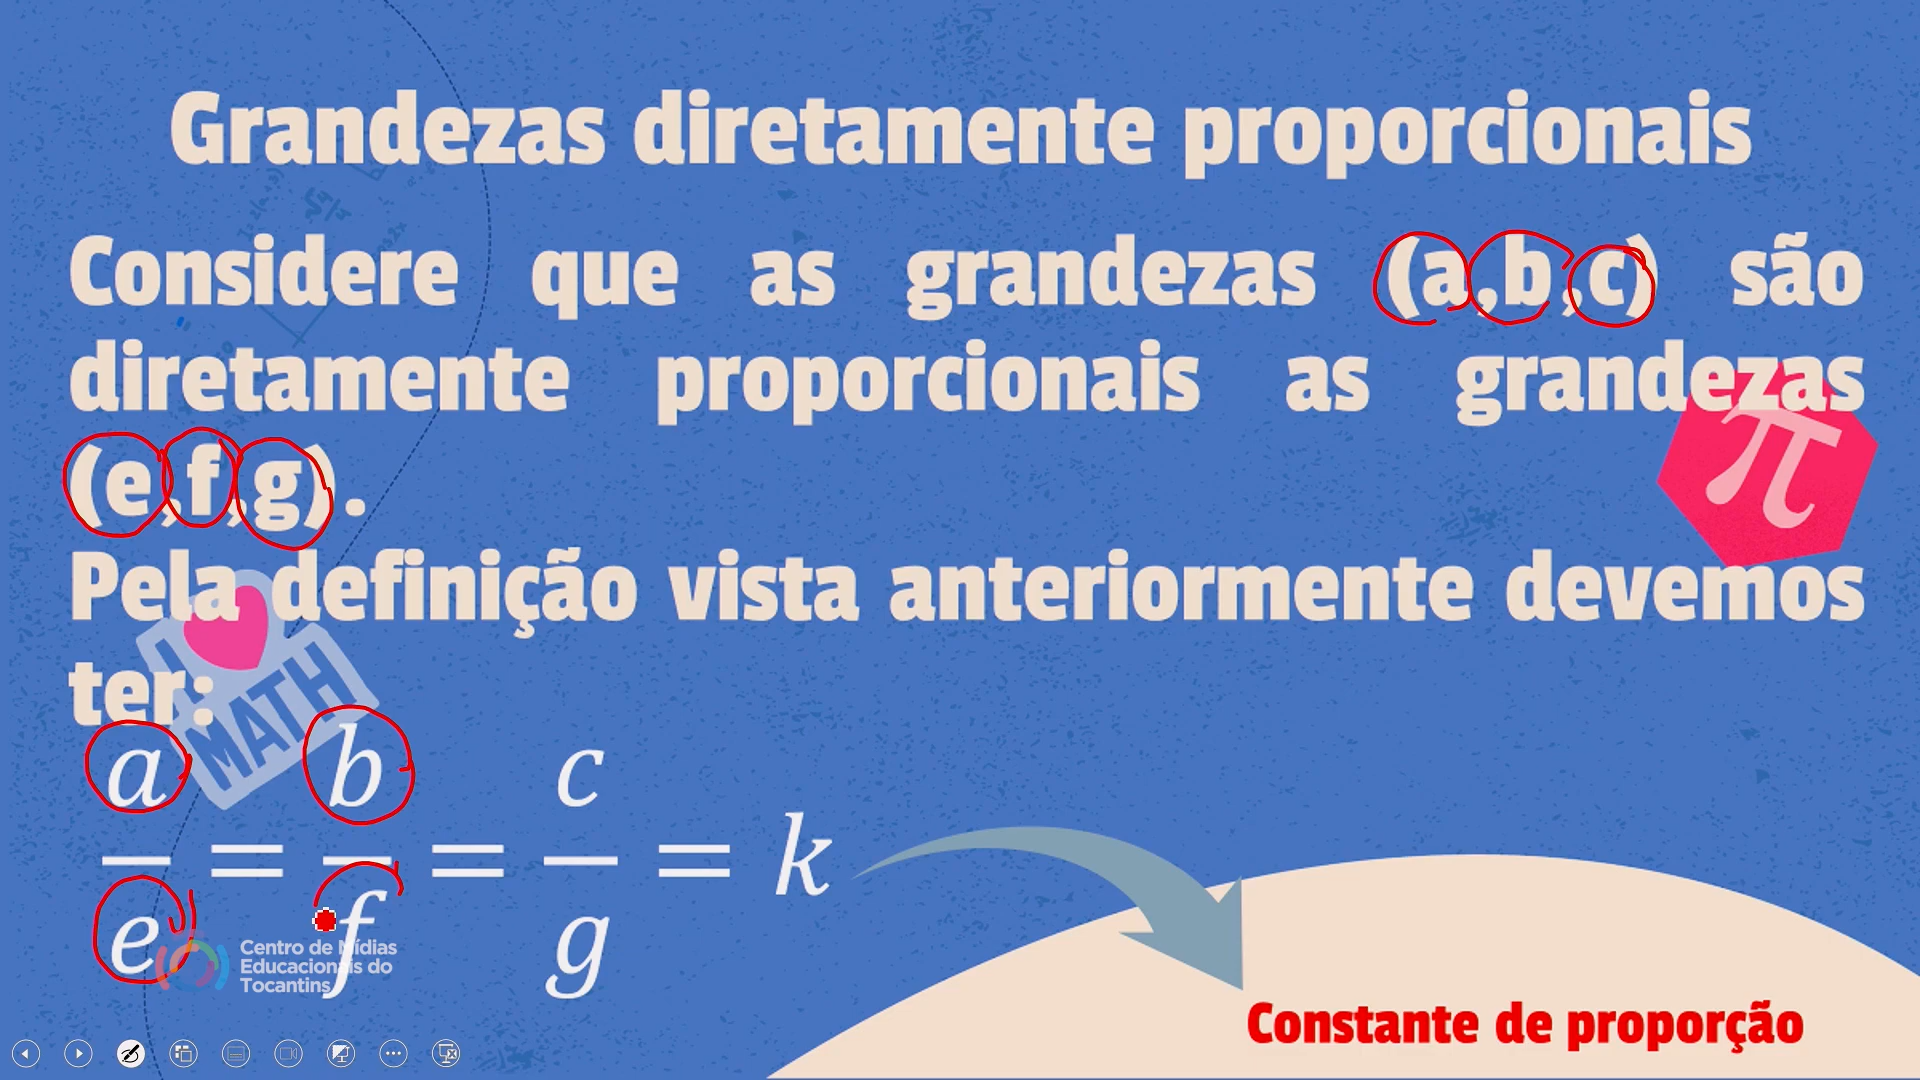 Grandezas diretamente proporcionais
Considere que as grandezas (a,b,c) são
diretamente proporcionais as grandezas
(e,f,g).
Pela definição vista anteriormente devemos
ter:
a/e = b/f = c/g = k
Constante de proporção
π
I
MATH
Centro de Mídias
Educacionais do
Tocantins